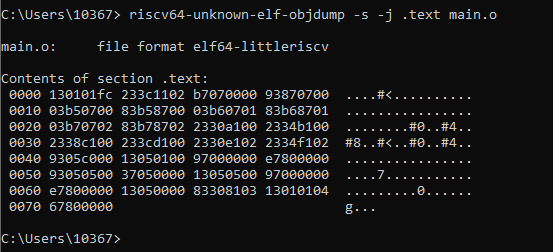 C:\Users\10367> riscv64-unknown-elf-objdump -s -j .text main.o
main.o:     file format elf64-littleriscv
Contents of section .text:
 0000 130101fc 233c1102 b7070000 93870700  ....#<..........
 0010 03b50700 83b58700 03b60701 83b68701  ................
 0020 03b70702 83b78702 2330a100 2334b100  ........#0..#4..
 0030 2338c100 233cd100 2330e102 2334f102  #8..#<..#0..#4..
 0040 9305c000 13050100 97000000 e7800000  ................
 0050 93050500 37050000 13050500 97000000  ....7...........
 0060 e7800000 13050000 83308103 13010104  .........0......
 0070 67800000                             g...
C:\Users\10367>